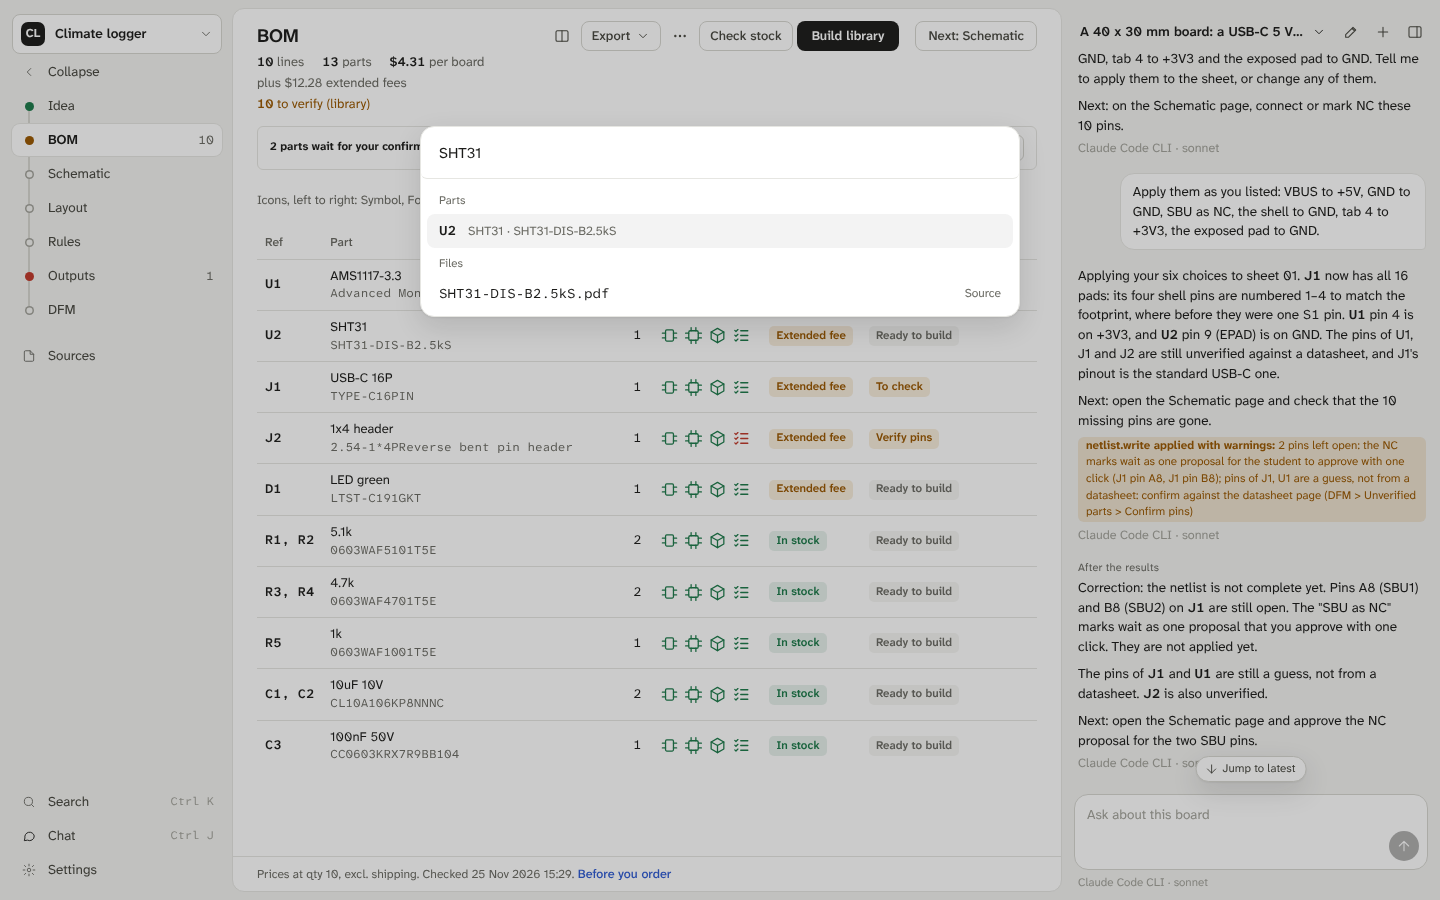 CL Climate logger
Collapse
Idea
BOM 10
Schematic
Layout
Rules
Outputs 1
DFM
Sources
Search Ctrl K
Chat Ctrl J
Settings
BOM
Export
Check stock
Build library
Next: Schematic
10 lines 13 parts $4.31 per board
plus $12.28 extended fees
10 to verify (library)
2 parts wait for your confirm
Icons, left to right: Symbol, Fo
SHT31
Parts
U2 SHT31 · SHT31-DIS-B2.5kS
Files
SHT31-DIS-B2.5kS.pdf Source
Ref Part
U1 AMS1117-3.3
Advanced Mon
U2 SHT31 1 Extended fee Ready to build
SHT31-DIS-B2.5kS
J1 USB-C 16P 1 Extended fee To check
TYPE-C16PIN
J2 1x4 header 1 Extended fee Verify pins
2.54-1*4PReverse bent pin header
D1 LED green 1 Extended fee Ready to build
LTST-C191GKT
R1, R2 5.1k 2 In stock Ready to build
0603WAF5101T5E
R3, R4 4.7k 2 In stock Ready to build
0603WAF4701T5E
R5 1k 1 In stock Ready to build
0603WAF1001T5E
C1, C2 10uF 10V 2 In stock Ready to build
CL10A106KP8NNNC
C3 100nF 50V 1 In stock Ready to build
CC0603KRX7R9BB104
Prices at qty 10, excl. shipping. Checked 25 Nov 2026 15:29. Before you order
A 40 x 30 mm board: a USB-C 5 V...
GND, tab 4 to +3V3 and the exposed pad to GND. Tell me
to apply them to the sheet, or change any of them.
Next: on the Schematic page, connect or mark NC these
10 pins.
Claude Code CLI · sonnet
Apply them as you listed: VBUS to +5V, GND to
GND, SBU as NC, the shell to GND, tab 4 to
+3V3, the exposed pad to GND.
Applying your six choices to sheet 01. J1 now has all 16
pads: its four shell pins are numbered 1–4 to match the
footprint, where before they were one S1 pin. U1 pin 4 is
on +3V3, and U2 pin 9 (EPAD) is on GND. The pins of U1,
J1 and J2 are still unverified against a datasheet, and J1's
pinout is the standard USB-C one.
Next: open the Schematic page and check that the 10
missing pins are gone.
netlist.write applied with warnings: 2 pins left open: the NC
marks wait as one proposal for the student to approve with one
click (J1 pin A8, J1 pin B8); pins of J1, U1 are a guess, not from a
datasheet: confirm against the datasheet page (DFM > Unverified
parts > Confirm pins)
Claude Code CLI · sonnet
After the results
Correction: the netlist is not complete yet. Pins A8 (SBU1)
and B8 (SBU2) on J1 are still open. The "SBU as NC"
marks wait as one proposal that you approve with one
click. They are not applied yet.
The pins of J1 and U1 are still a guess, not from a
datasheet. J2 is also unverified.
Next: open the Schematic page and approve the NC
proposal for the two SBU pins.
Claude Code CLI · son
Jump to latest
Ask about this board
Claude Code CLI · sonnet